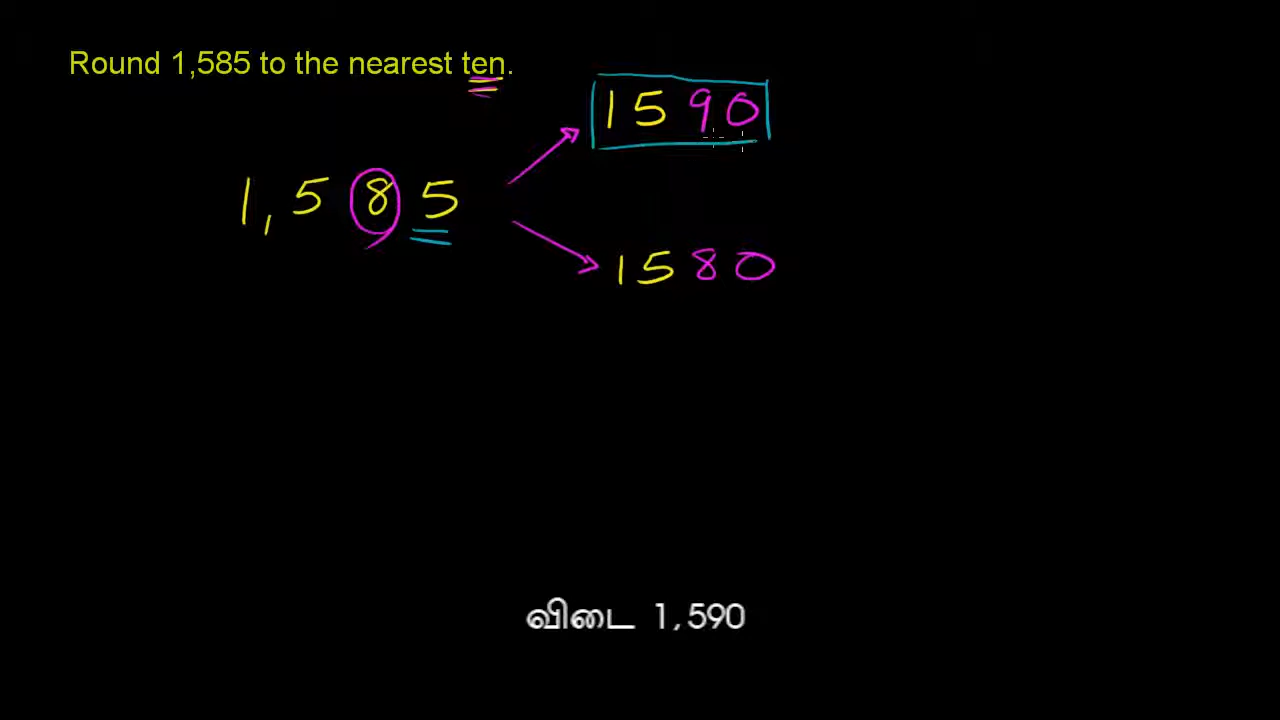 Round 1,585 to the nearest ten.
1590
1,585
1580
விடை 1,590